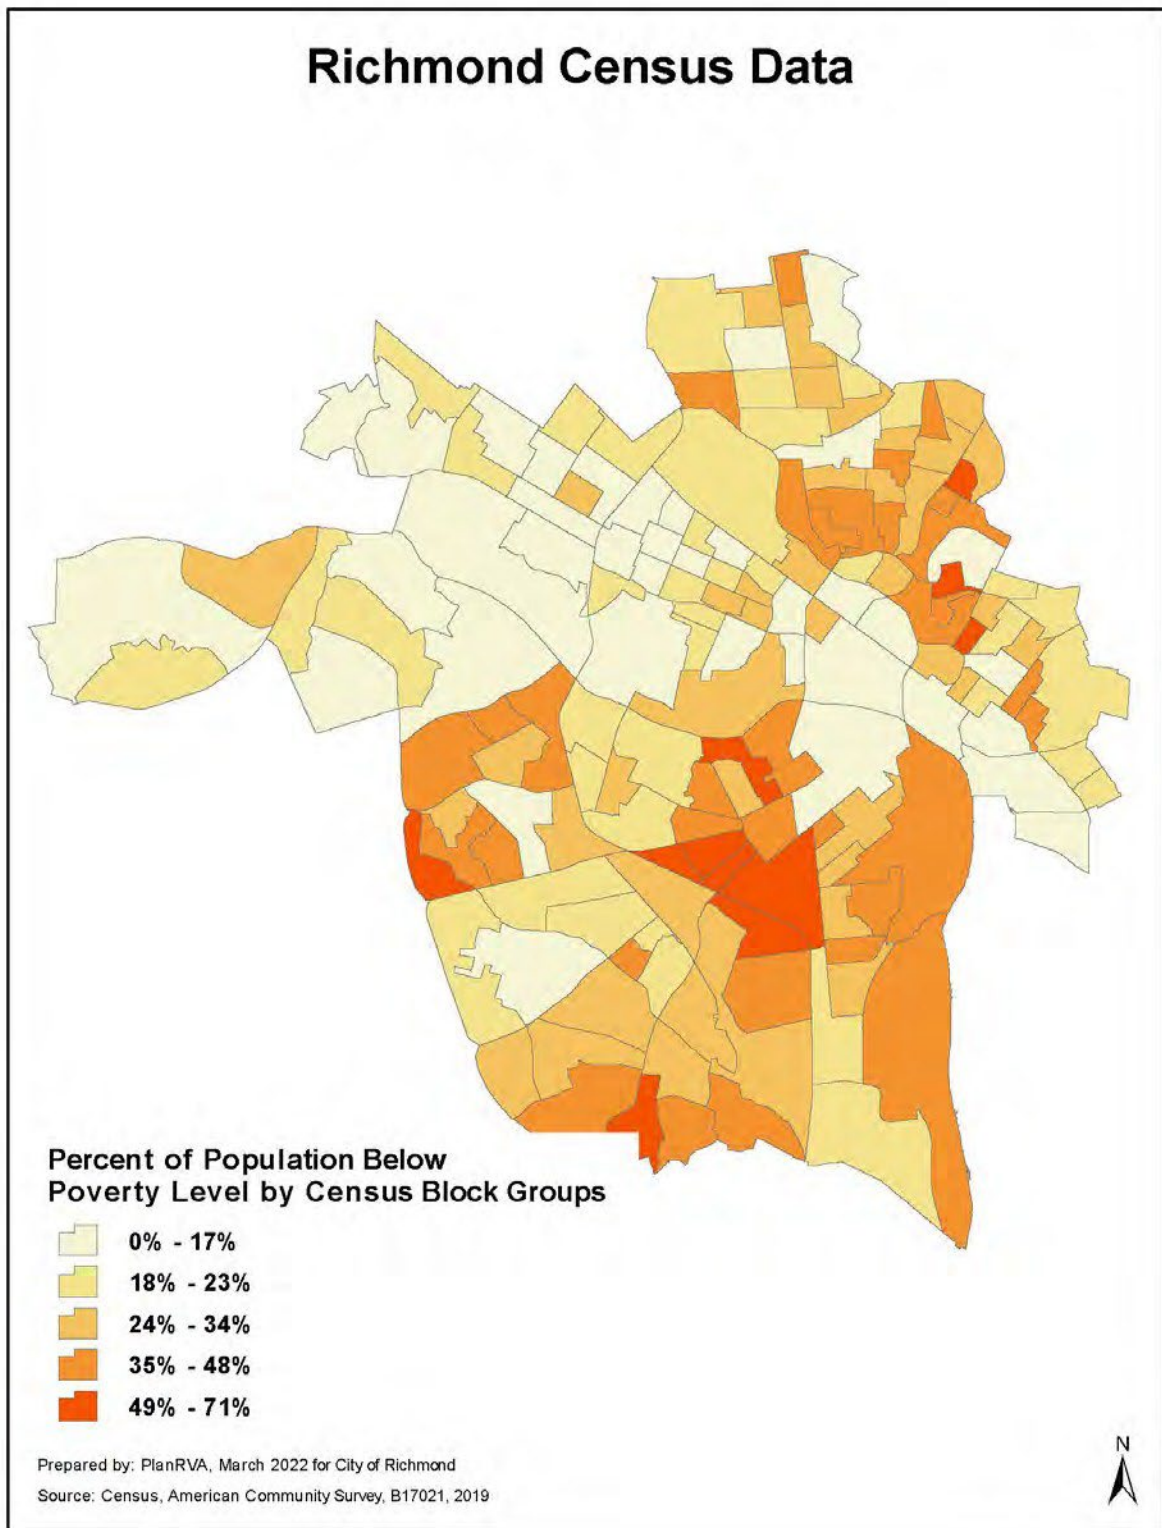 Richmond Census Data
Percent of Population Below
Poverty Level by Census Block Groups
0% - 17%
18% - 23%
24% - 34%
35% - 48%
49% - 71%
Prepared by: PlanRVA, March 2022 for City of Richmond
Source: Census, American Community Survey, B17021, 2019
N